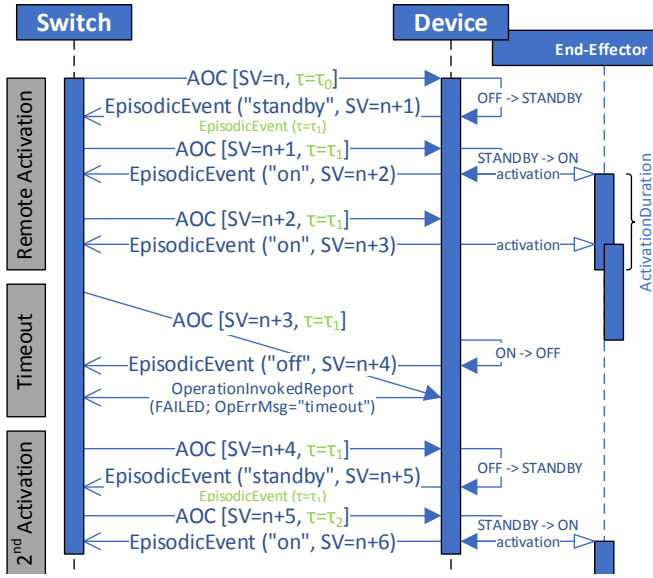 Switch
Device
End-Effector
Remote Activation
AOC [SV=n, τ=τ₀]
OFF -> STANDBY
EpisodicEvent ("standby", SV=n+1)
EpisodicEvent (τ=τ₁)
AOC [SV=n+1, τ=τ₁]
STANDBY -> ON
EpisodicEvent ("on", SV=n+2)
activation
ActivationDuration
AOC [SV=n+2, τ=τ₁]
EpisodicEvent ("on", SV=n+3)
activation
Timeout
AOC [SV=n+3, τ=τ₁]
ON -> OFF
EpisodicEvent ("off", SV=n+4)
OperationInvokedReport
(FAILED; OpErrMsg="timeout")
2nd Activation
AOC [SV=n+4, τ=τ₁]
OFF -> STANDBY
EpisodicEvent ("standby", SV=n+5)
EpisodicEvent (τ=τ₁)
AOC [SV=n+5, τ=τ₂]
STANDBY -> ON
EpisodicEvent ("on", SV=n+6)
activation